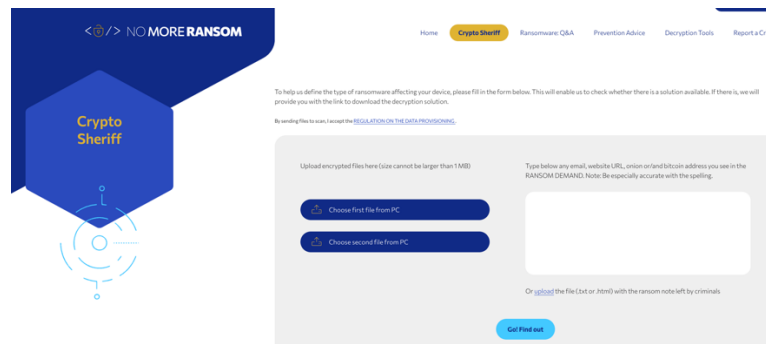 < /> NO MORE RANSOM
Home Crypto Sheriff Ransomware: Q&A Prevention Advice Decryption Tools Report a Cr
Crypto
Sheriff
To help us define the type of ransomware affecting your device, please fill in the form below. This will enable us to check whether there is a solution available. If there is, we will
provide you with the link to download the decryption solution.
By sending files to scan, I accept the REGULATION ON THE DATA PROVISIONING.
Upload encrypted files here (size cannot be larger than 1 MB)
Choose first file from PC
Choose second file from PC
Type below any email, website URL, onion or/and bitcoin address you see in the
RANSOM DEMAND. Note: Be especially accurate with the spelling.
Or upload the file (.txt or .html) with the ransom note left by criminals
Go! Find out